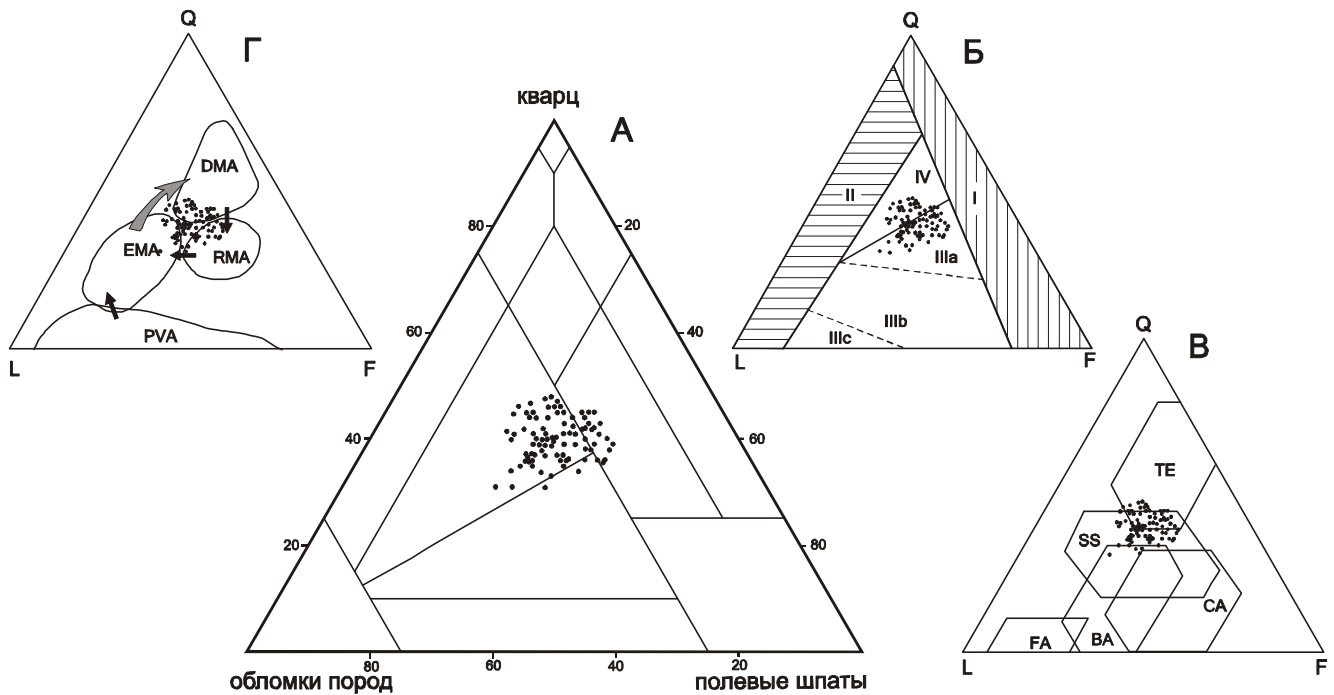 Г
Q
DMA
EMA
RMA
PVA
L
F
А
кварц
80
60
40
20
20
40
60
80
80
60
40
20
обломки пород
полевые шпаты
Б
Q
IV
II
I
IIIa
IIIb
IIIc
L
F
В
Q
TE
SS
CA
FA
BA
L
F